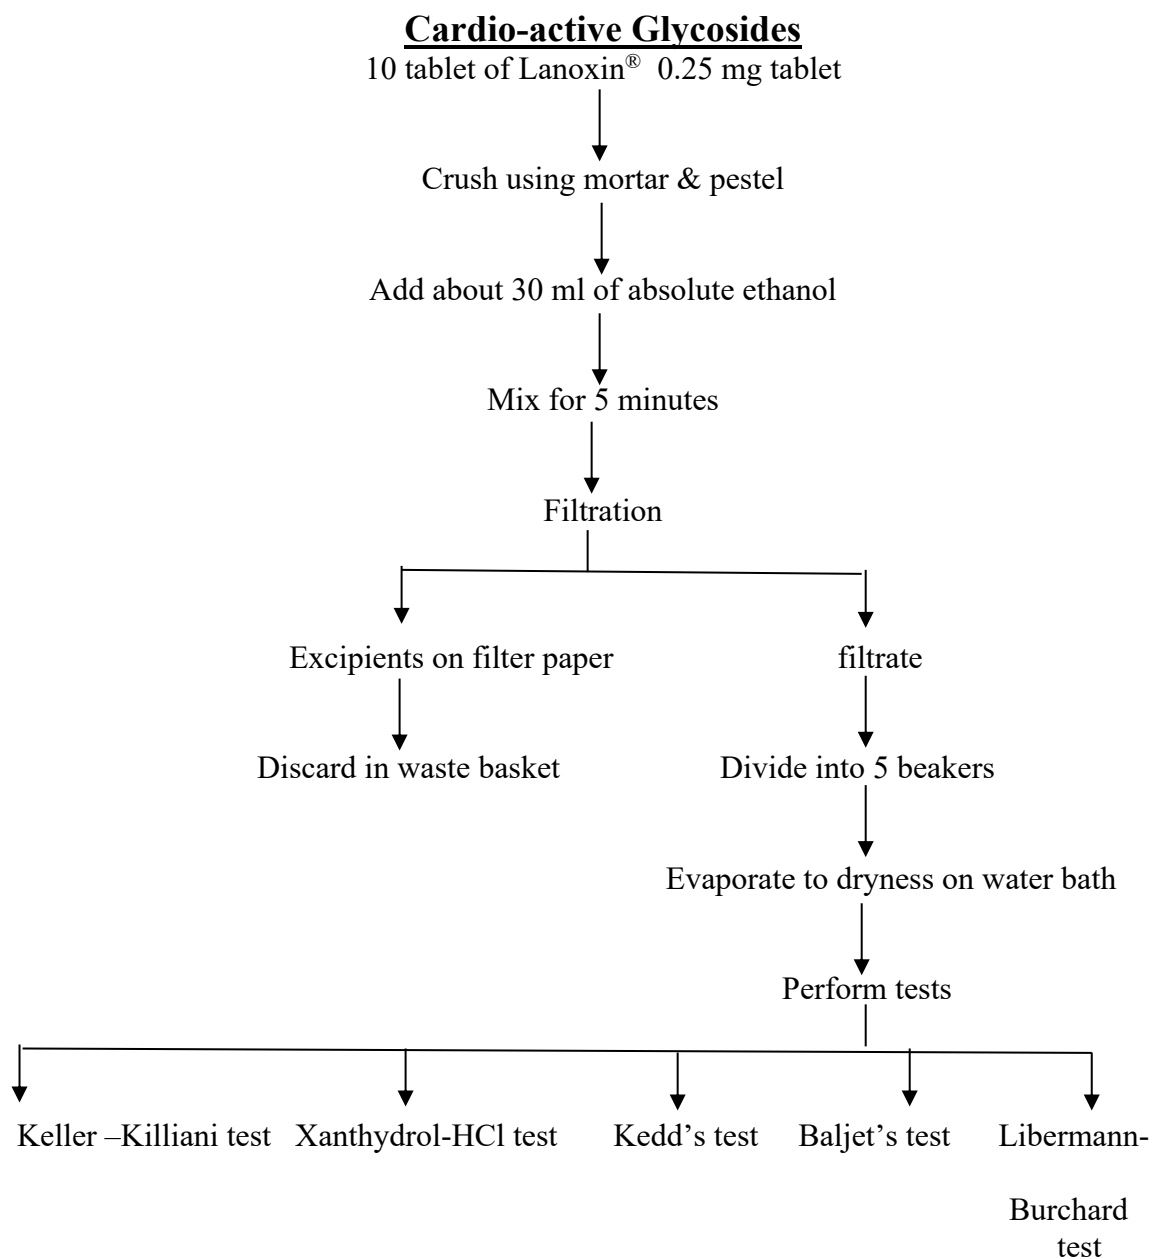 Cardio-active Glycosides
10 tablet of Lanoxin® 0.25 mg tablet
Crush using mortar & pestel
Add about 30 ml of absolute ethanol
Mix for 5 minutes
Filtration
Excipients on filter paper
filtrate
Discard in waste basket
Divide into 5 beakers
Evaporate to dryness on water bath
Perform tests
Keller –Killiani test
Xanthydrol-HCl test
Kedd’s test
Baljet’s test
Libermann-
Burchard
test